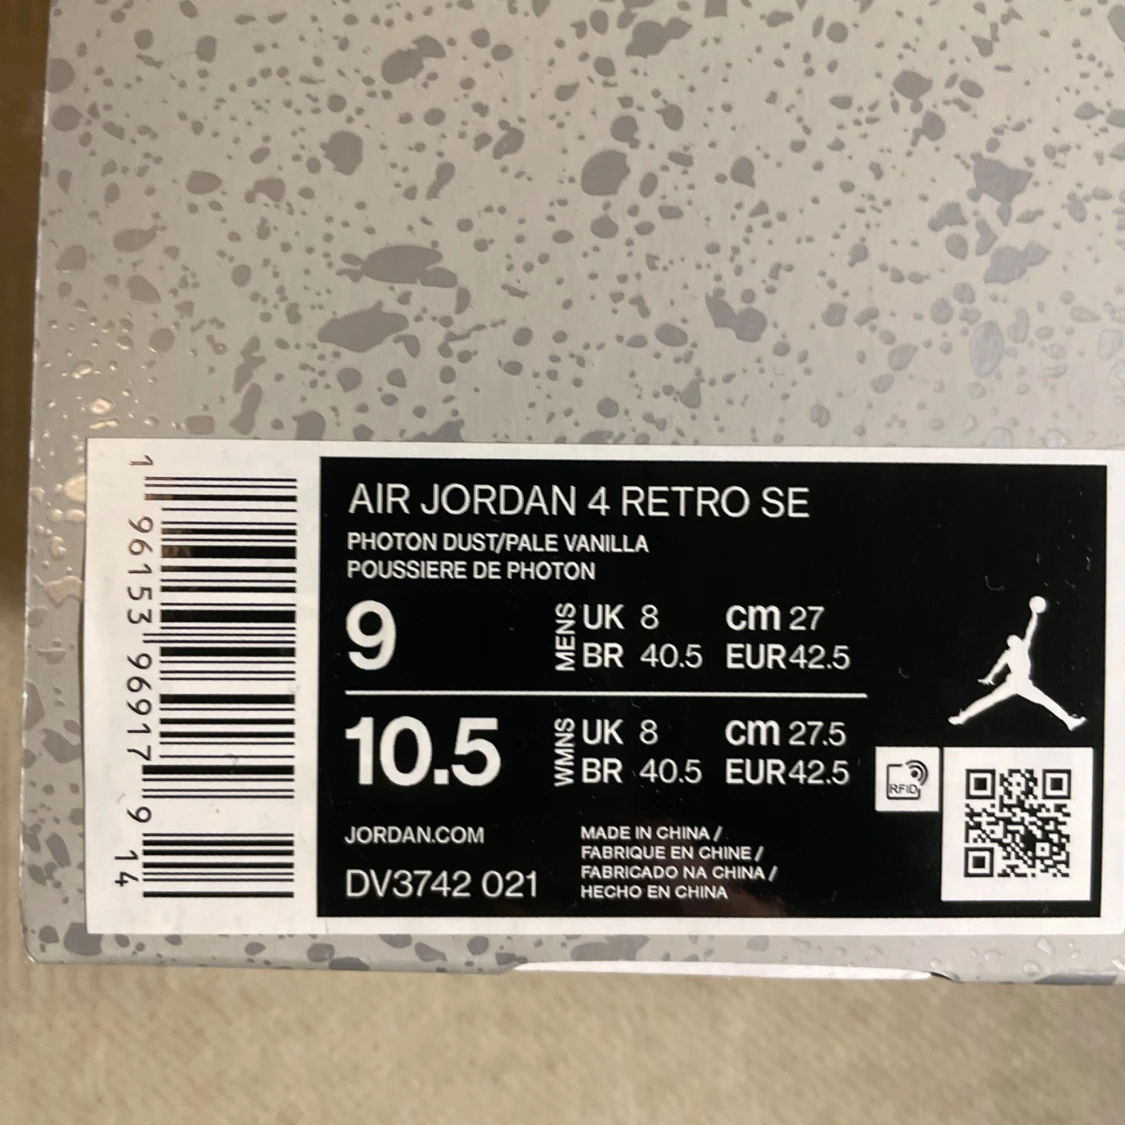 1 96153 96917 9 14
AIR JORDAN 4 RETRO SE
PHOTON DUST/PALE VANILLA
POUSSIERE DE PHOTON
9 MENS UK 8 cm 27
BR 40.5 EUR 42.5
10.5 WMNS UK 8 cm 27.5
BR 40.5 EUR 42.5
RFID
JORDAN.COM
DV3742 021
MADE IN CHINA /
FABRIQUE EN CHINE /
FABRICADO NA CHINA /
HECHO EN CHINA